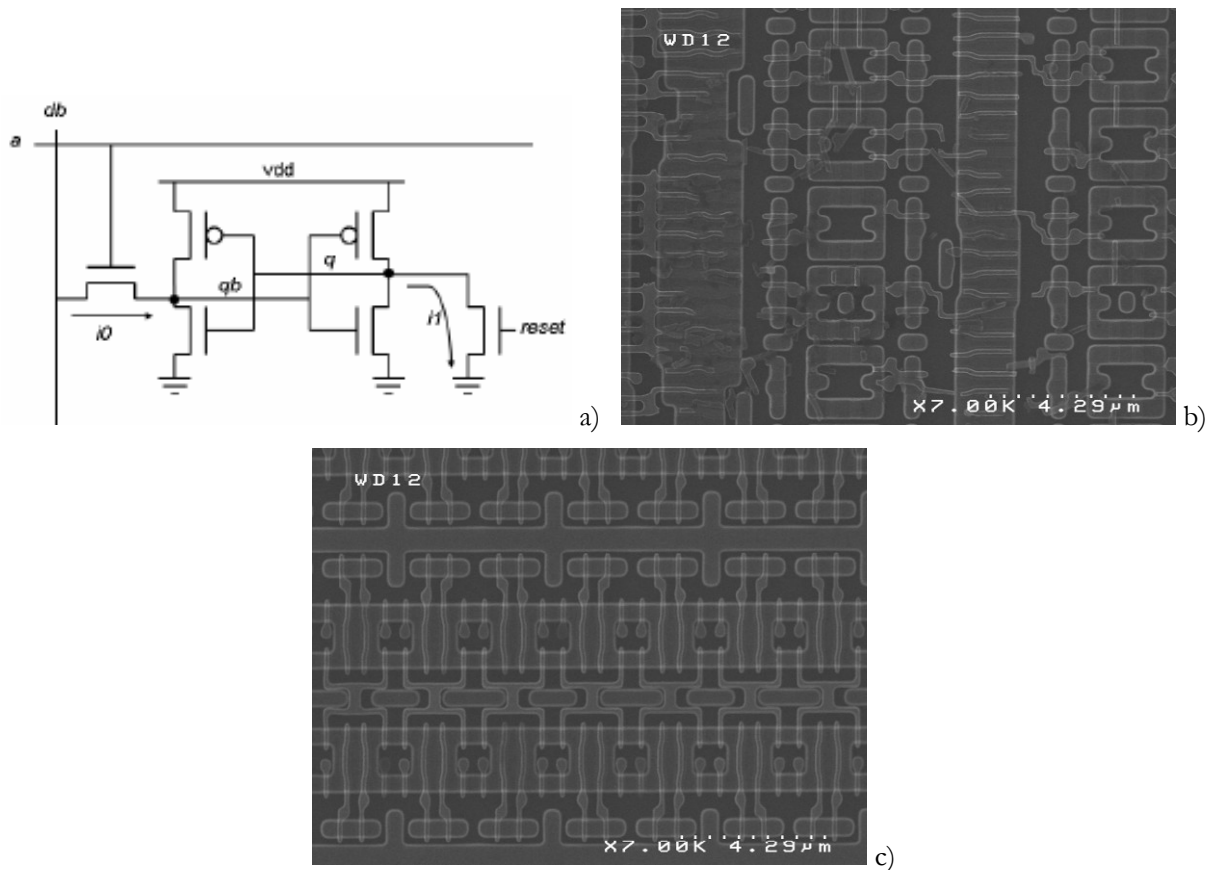 db
a
vdd
q
qb
i0
i1
reset
a)
WD12
X7.00K 4.29μm
b)
WD12
X7.00K 4.29μm
c)